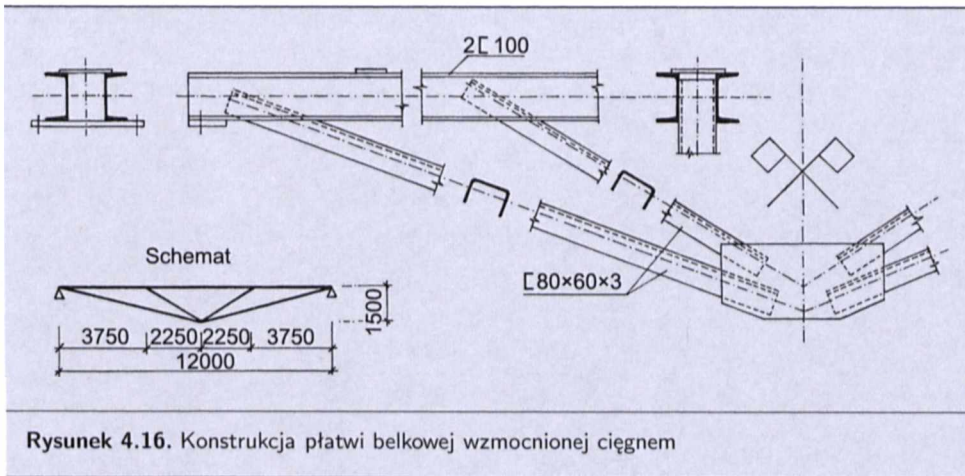 2[ 100
Schemat
[80×60×3
1500
3750 2250 2250 3750
12000
Rysunek 4.16. Konstrukcja płatwi belkowej wzmocnionej cięgnem